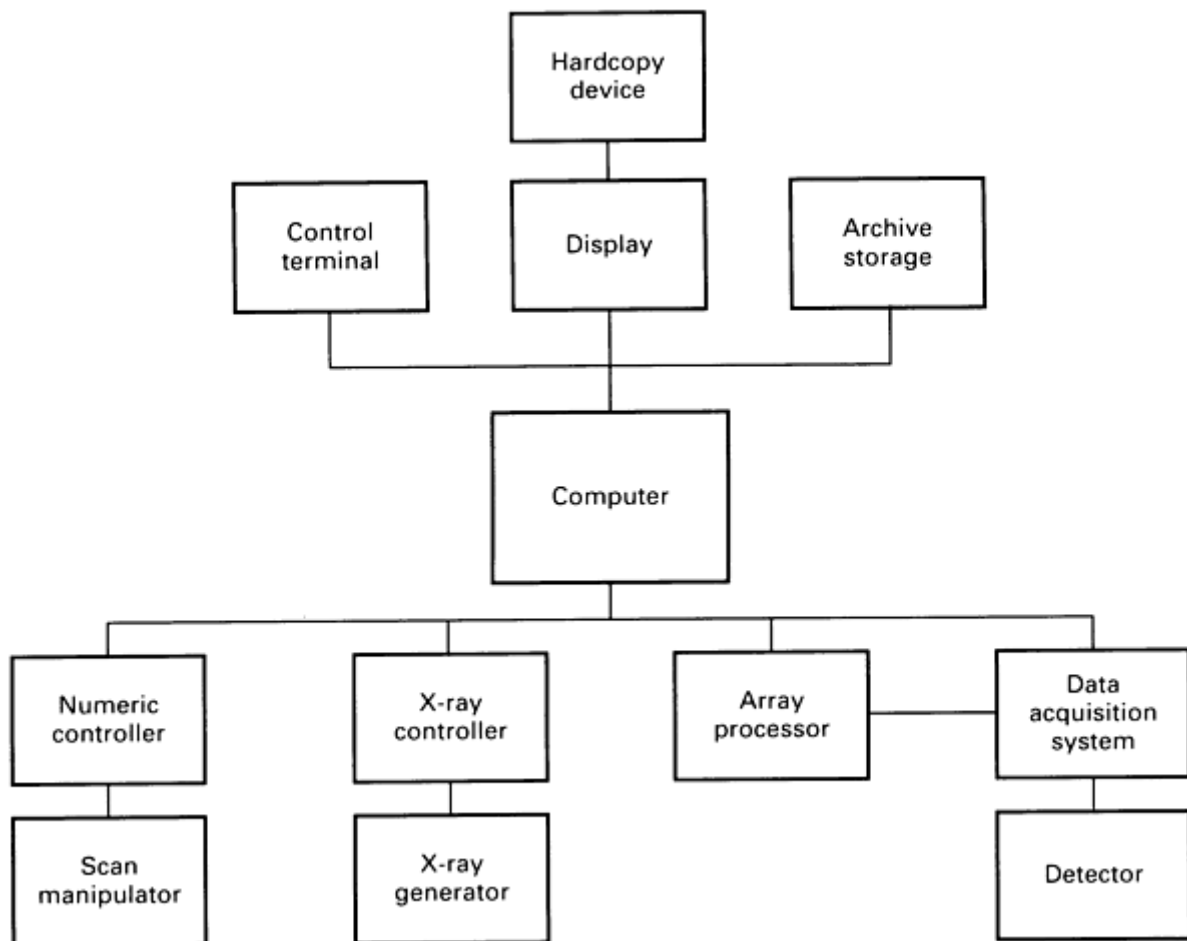 Hardcopy
device
Control
terminal
Display
Archive
storage
Computer
Numeric
controller
X-ray
controller
Array
processor
Data
acquisition
system
Scan
manipulator
X-ray
generator
Detector